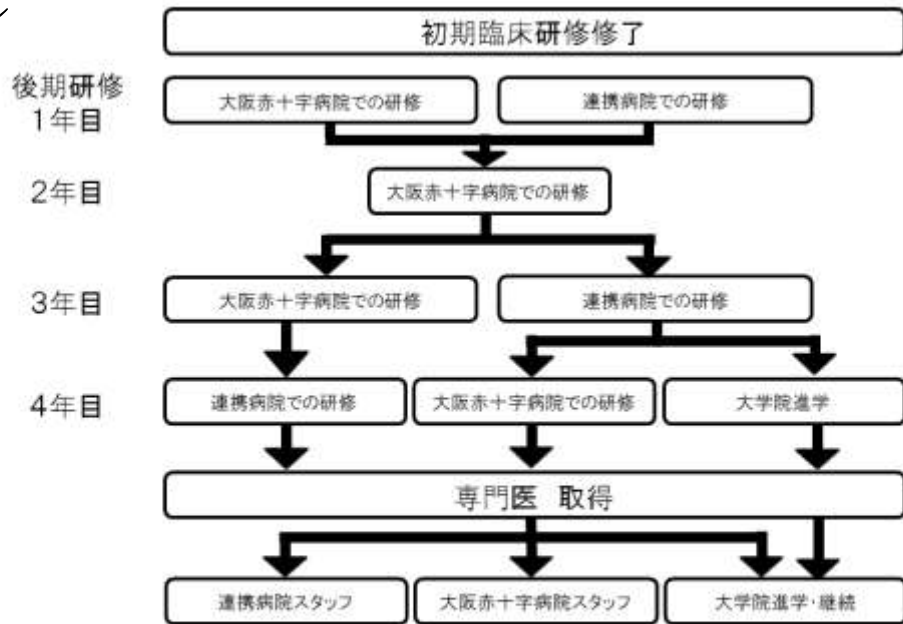 初期臨床研修修了
後期研修
1年目
大阪赤十字病院での研修
連携病院での研修
2年目
大阪赤十字病院での研修
3年目
大阪赤十字病院での研修
連携病院での研修
4年目
連携病院での研修
大阪赤十字病院での研修
大学院進学
専門医 取得
連携病院スタッフ
大阪赤十字病院スタッフ
大学院進学・継続